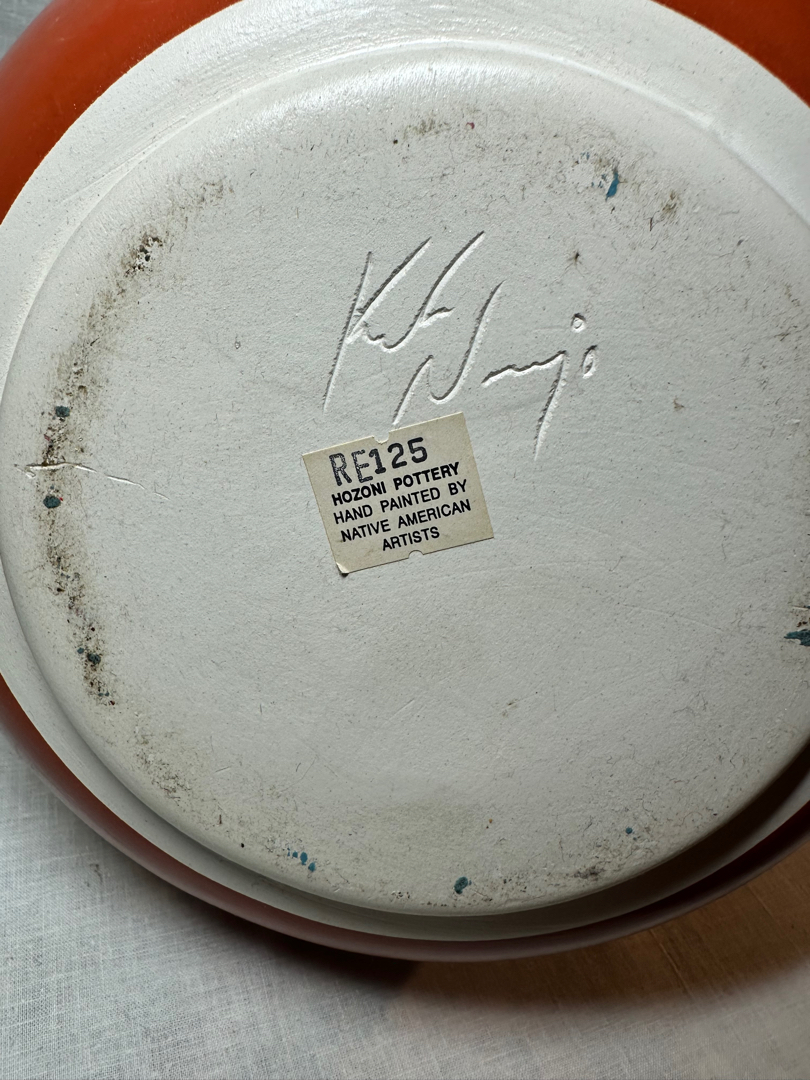 RE125
HOZONI POTTERY
HAND PAINTED BY
NATIVE AMERICAN
ARTISTS